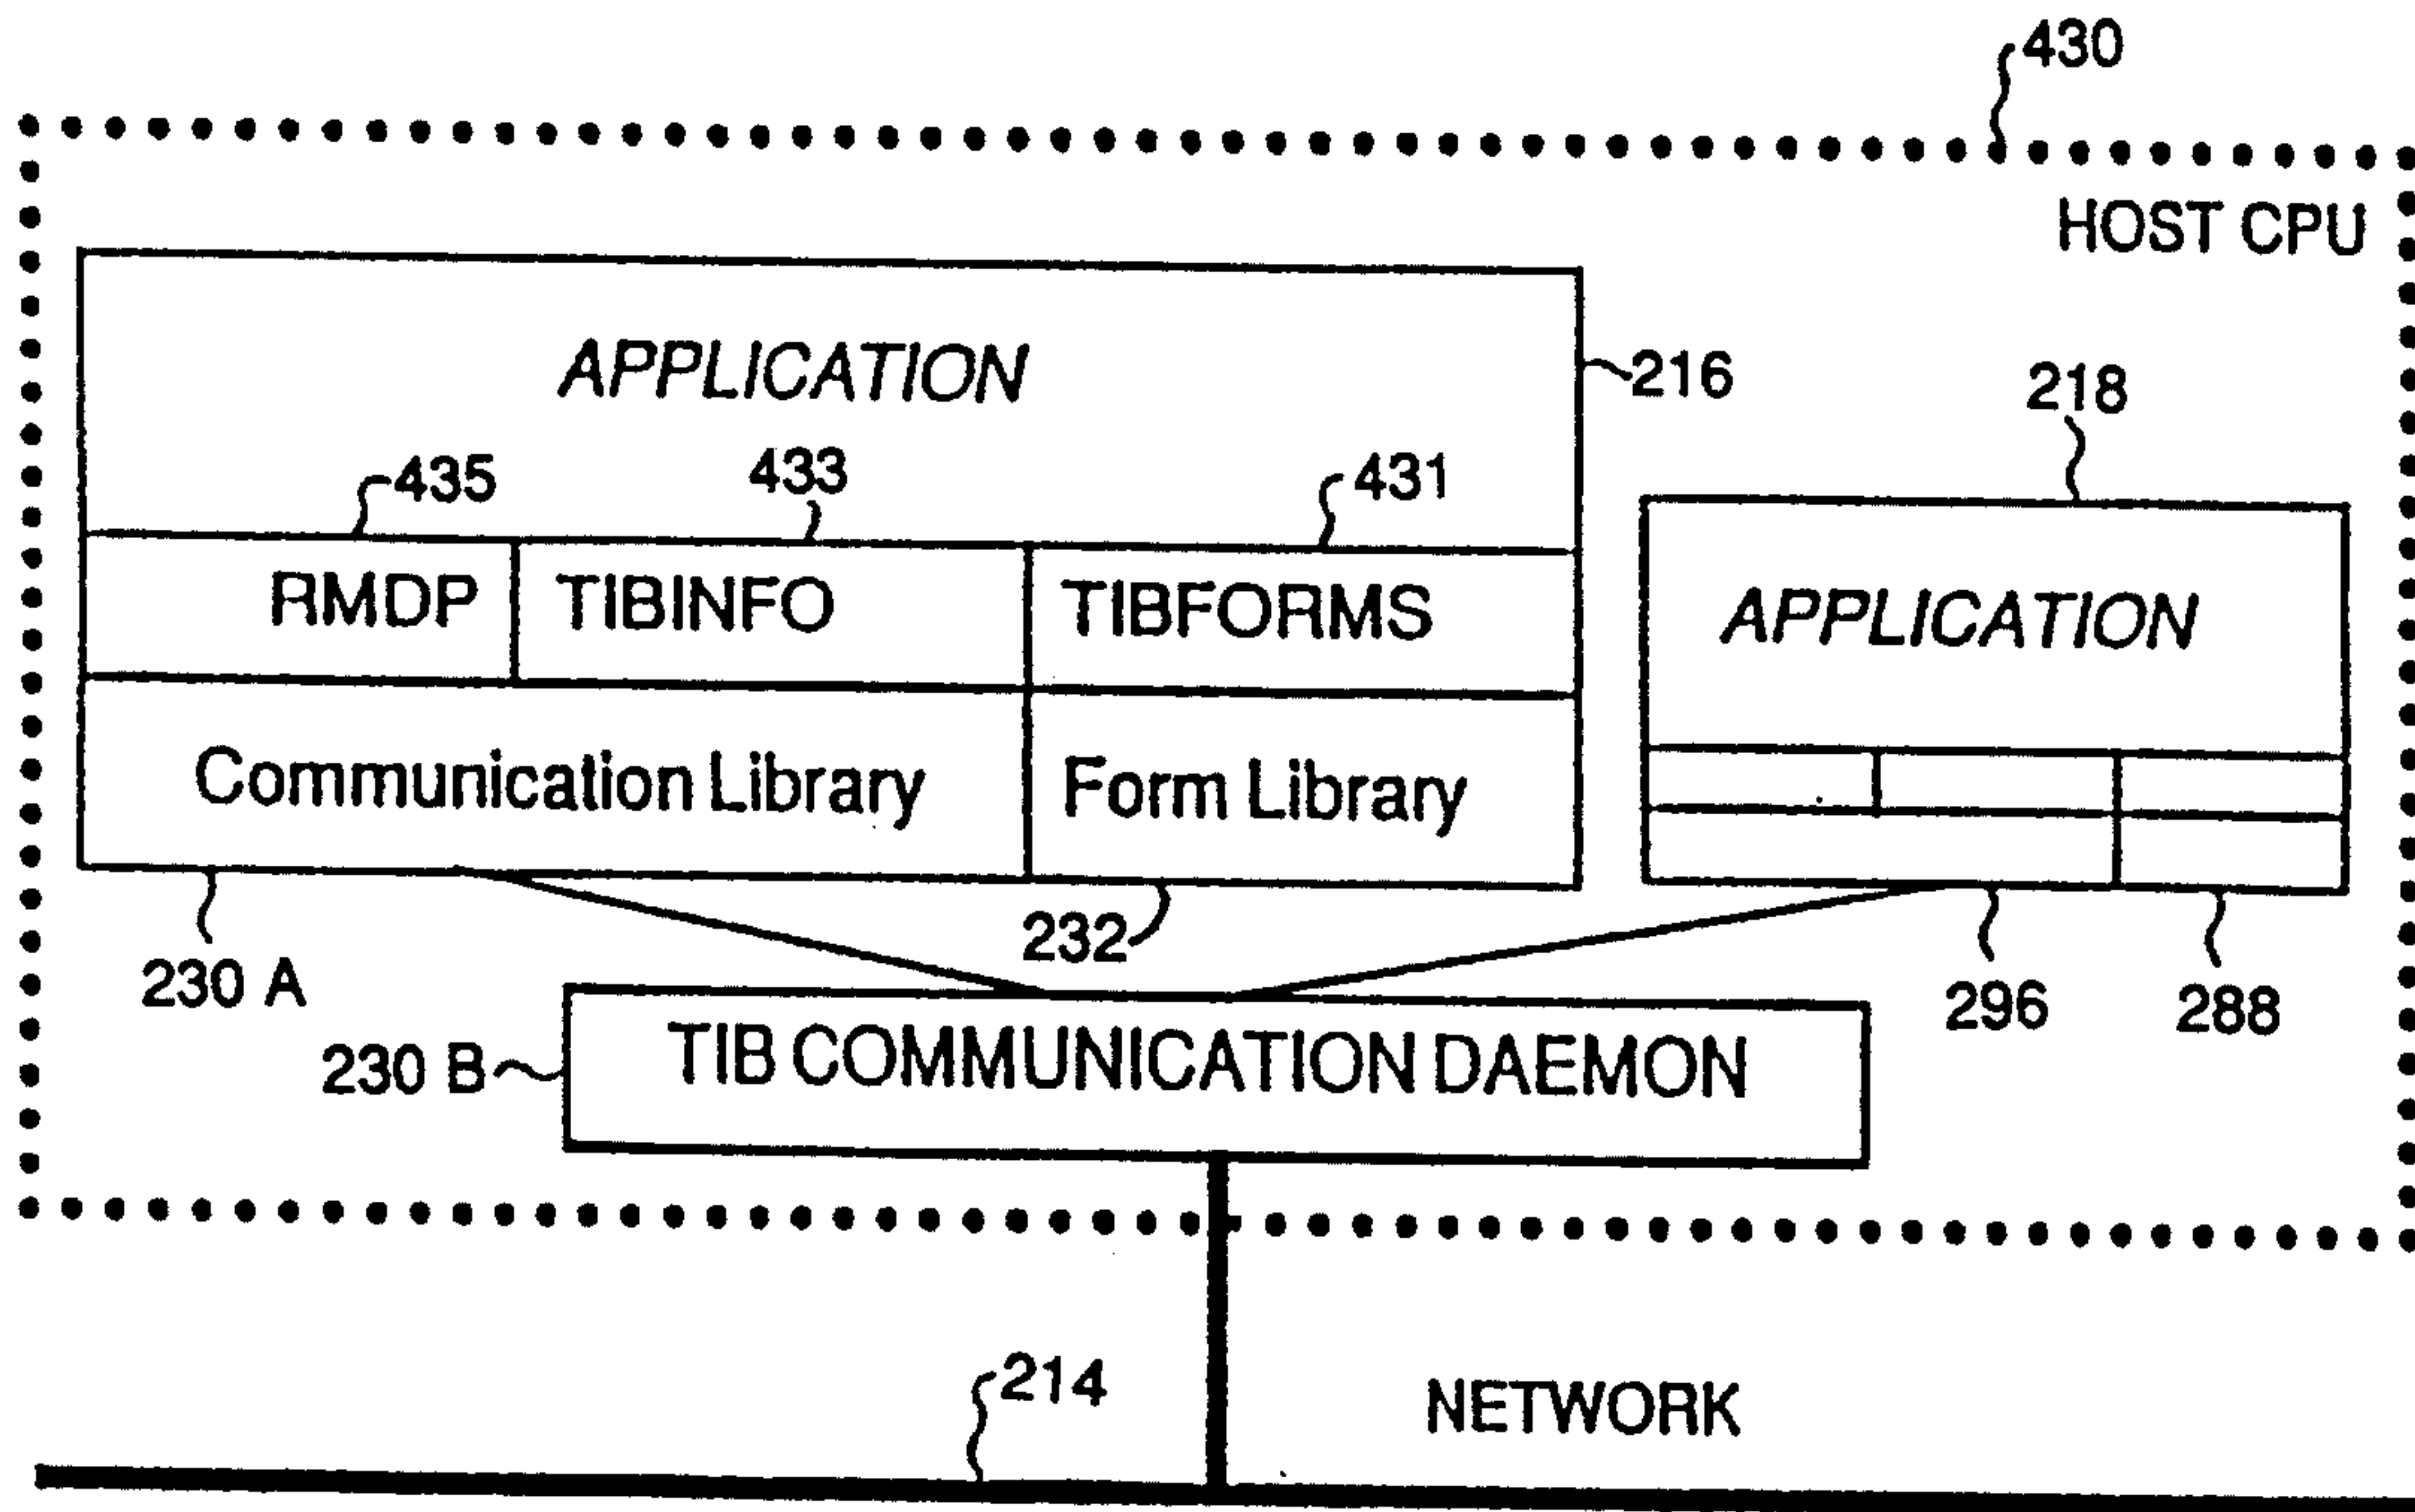 430
HOST CPU
APPLICATION
216
218
435
433
431
RMDP
TIBINFO
TIBFORMS
APPLICATION
Communication Library
Form Library
232
230 A
296
288
230 B
TIB COMMUNICATION DAEMON
214
NETWORK